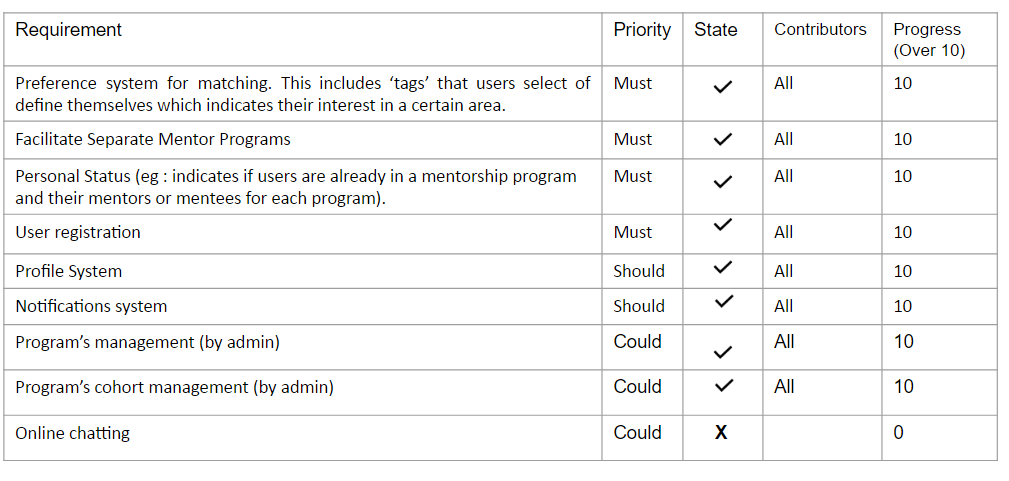 Requirement Priority State Contributors Progress
(Over 10)
Preference system for matching. This includes ‘tags’ that users select of Must ✓ All 10
define themselves which indicates their interest in a certain area.
Facilitate Separate Mentor Programs Must ✓ All 10
Personal Status (eg : indicates if users are already in a mentorship program Must ✓ All 10
and their mentors or mentees for each program).
User registration Must ✓ All 10
Profile System Should ✓ All 10
Notifications system Should ✓ All 10
Program’s management (by admin) Could ✓ All 10
Program’s cohort management (by admin) Could ✓ All 10
Online chatting Could X 0